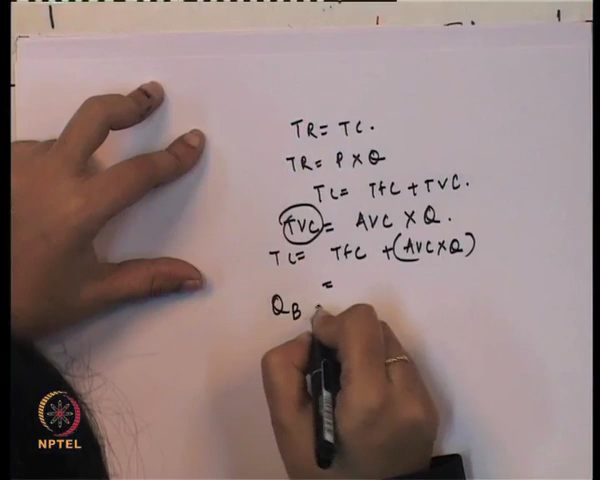 TR = TC.
TR = P X Q
TC = TFC + TVC.
TVC = AVC X Q.
TC = TFC + (AVC X Q)
=
QB
NPTEL